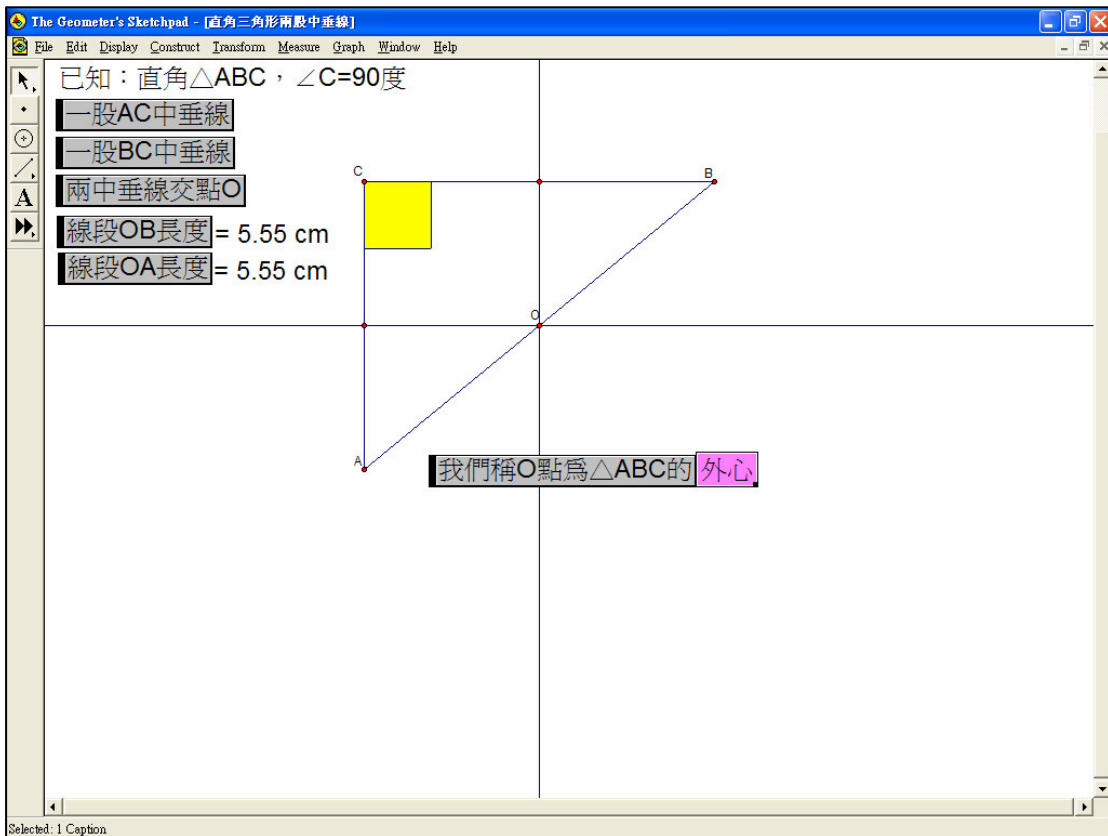 The Geometer's Sketchpad - [直角三角形兩股中垂線]
File Edit Display Construct Transform Measure Graph Window Help
已知：直角△ABC，∠C=90度
一股AC中垂線
一股BC中垂線
兩中垂線交點O
線段OB長度 = 5.55 cm
線段OA長度 = 5.55 cm
A
C
B
O
A
我們稱O點為△ABC的 外心
Selected: 1 Caption